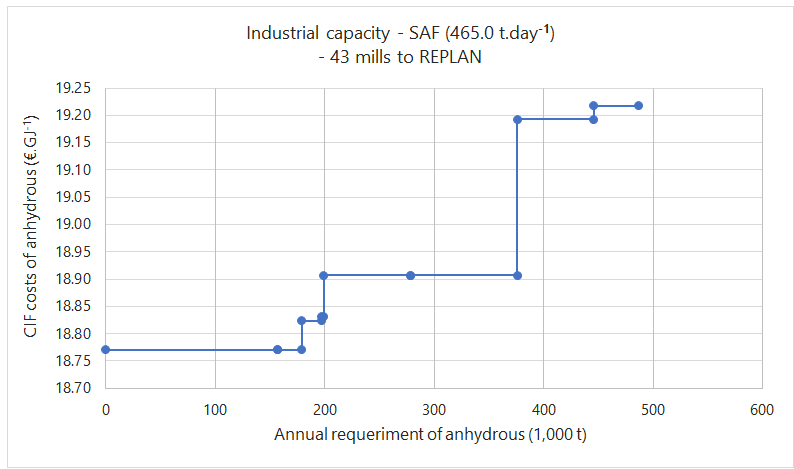 Industrial capacity - SAF (465.0 t.day⁻¹)
- 43 mills to REPLAN
CIF costs of anhydrous (€.GJ⁻¹)
19.25
19.20
19.15
19.10
19.05
19.00
18.95
18.90
18.85
18.80
18.75
18.70
0 100 200 300 400 500 600
Annual requeriment of anhydrous (1,000 t)